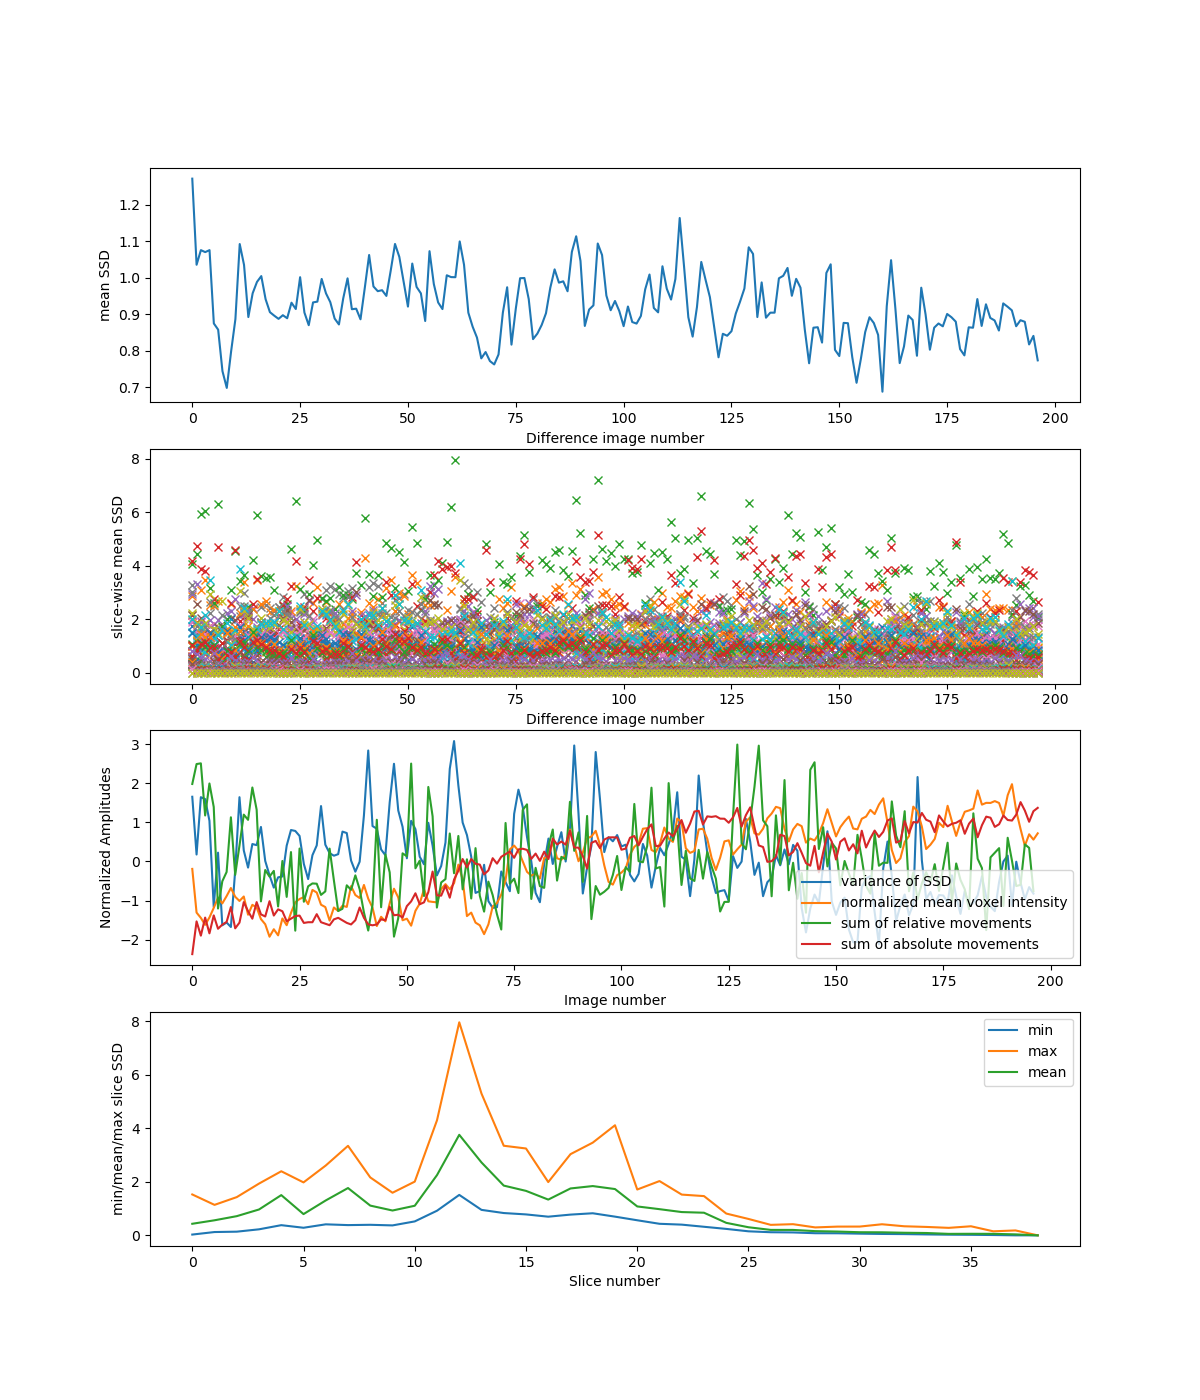 mean SSD
1.2
1.1
1.0
0.9
0.8
0.7
0 25 50 75 100 125 150 175 200
Difference image number
slice-wise mean SSD
8
6
4
2
0
0 25 50 75 100 125 150 175 200
Difference image number
Normalized Amplitudes
3
2
1
0
−1
−2
variance of SSD
normalized mean voxel intensity
sum of relative movements
sum of absolute movements
0 25 50 75 100 125 150 175 200
Image number
min/mean/max slice SSD
8
6
4
2
0
min
max
mean
0 5 10 15 20 25 30 35
Slice number